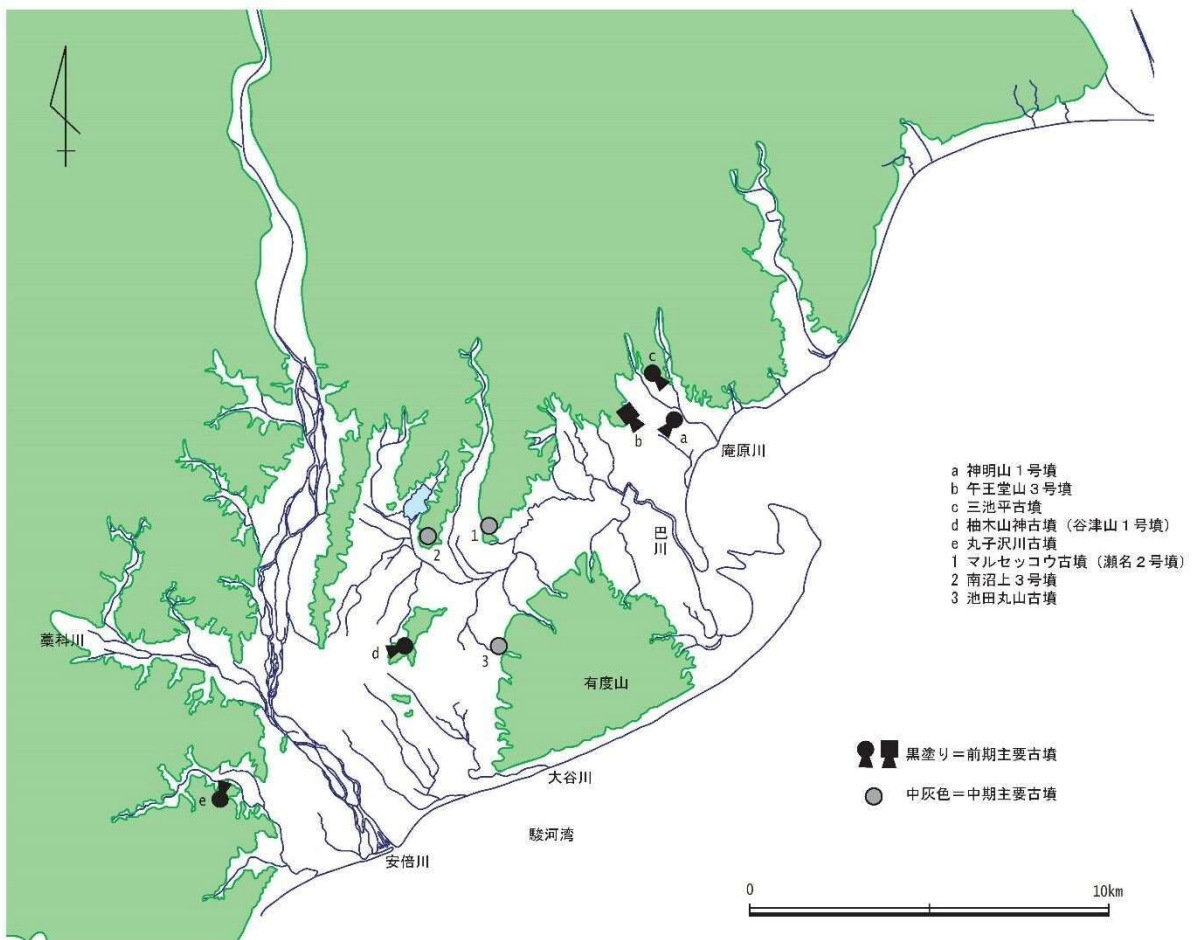 c
b
a
庵原川
a 神明山1号墳
b 午王堂山3号墳
c 三池平古墳
d 柚木山神古墳（谷津山1号墳）
e 丸子沢川古墳
1 マルセッコウ古墳（瀬名2号墳）
2 南沼上3号墳
3 池田丸山古墳
1
2
巴川
藁科川
d
3
有度山
黒塗り＝前期主要古墳
中灰色＝中期主要古墳
e
大谷川
駿河湾
安倍川
0
10km